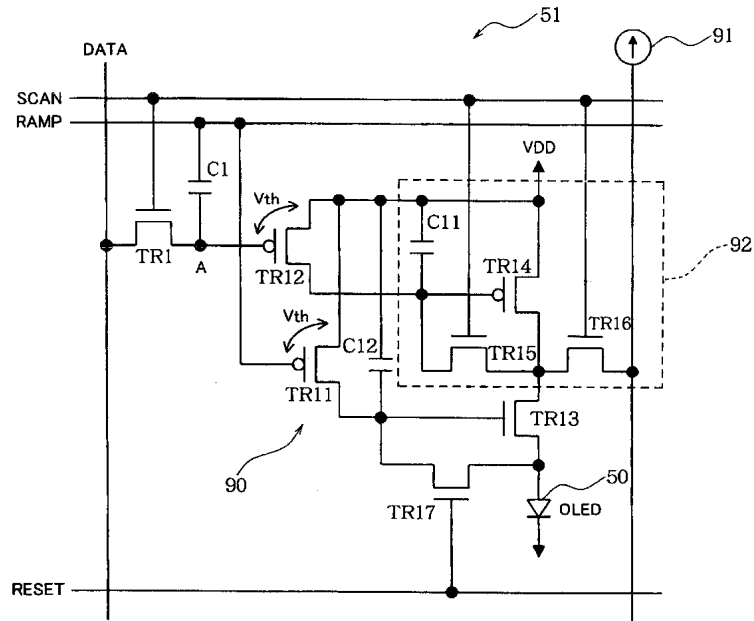 51
91
DATA
SCAN
RAMP
VDD
C1
Vth
C11
92
TR14
TR1
A
TR12
TR16
Vth
C12
TR15
TR11
TR13
90
50
TR17
OLED
RESET